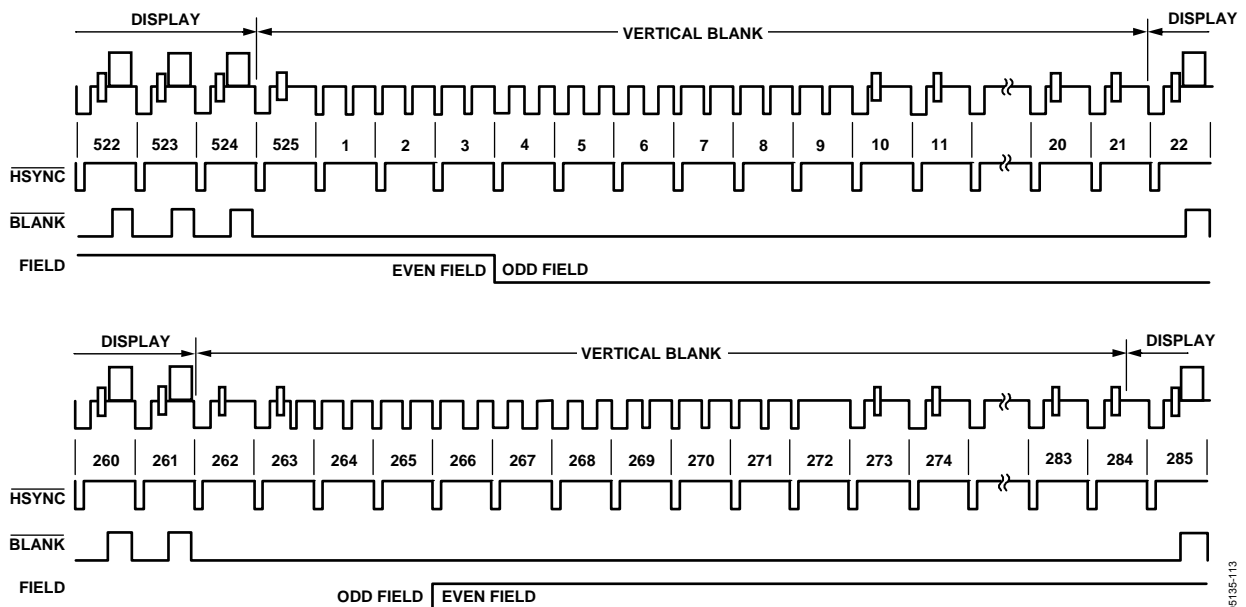 DISPLAY VERTICAL BLANK DISPLAY
522 523 524 525 1 2 3 4 5 6 7 8 9 10 11 20 21 22
HSYNC
BLANK
FIELD EVEN FIELD ODD FIELD
DISPLAY VERTICAL BLANK DISPLAY
260 261 262 263 264 265 266 267 268 269 270 271 272 273 274 283 284 285
HSYNC
BLANK
FIELD ODD FIELD EVEN FIELD